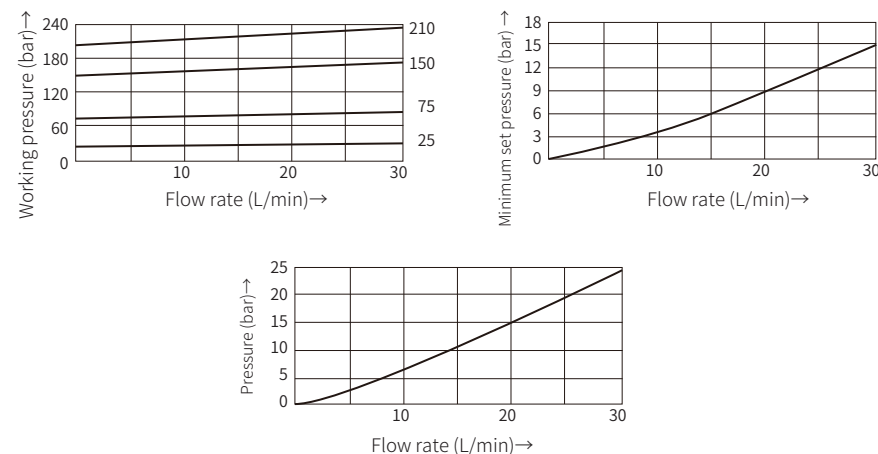 Working pressure (bar)→
240
180
120
60
0
210
150
75
25
10 20 30
Flow rate (L/min)→
Minimum set pressure (bar) →
18
15
12
9
6
3
0
10 20 30
Flow rate (L/min)→
Pressure (bar)→
25
20
15
10
5
0
10 20 30
Flow rate (L/min)→